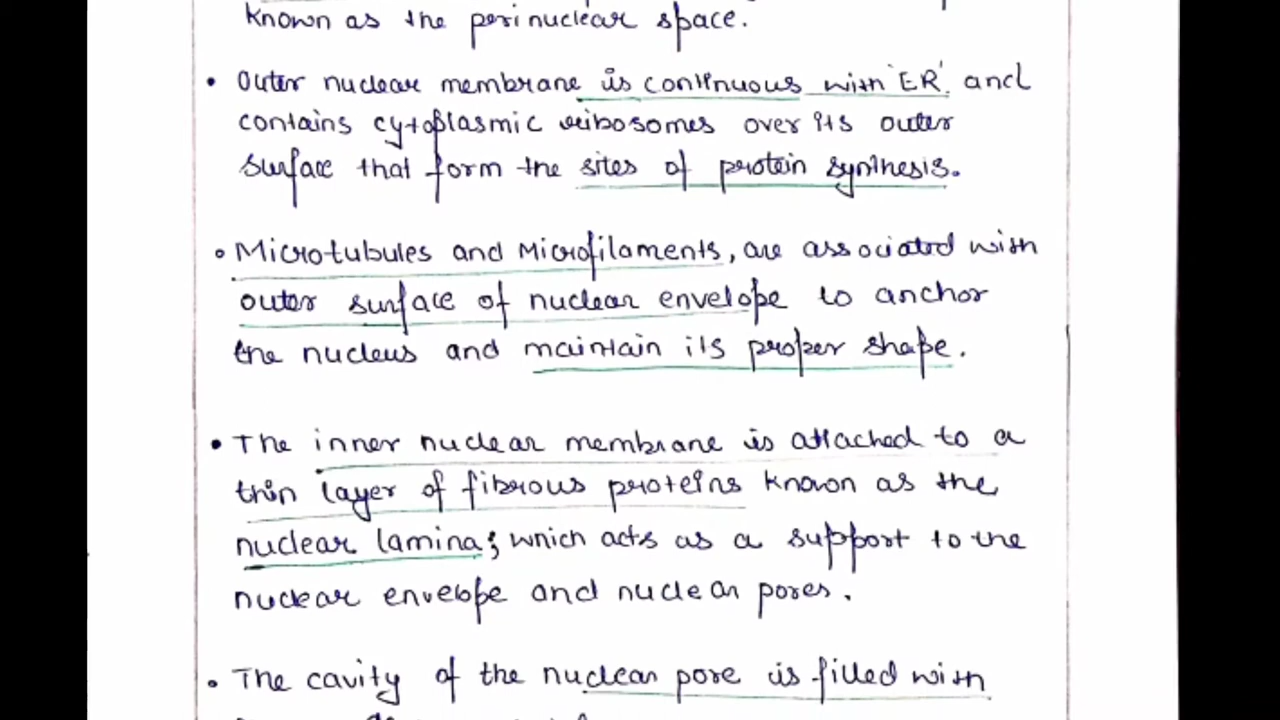 known as the perinuclear space.
• Outer nuclear membrane is continuous with 'ER' and
contains cytoplasmic ribosomes over its outer
surface that form the sites of protein synthesis.
• Microtubules and Microfilaments, are associated with
outer surface of nuclear envelope to anchor
the nucleus and maintain its proper shape.
• The inner nuclear membrane is attached to a
thin layer of fibrous proteins known as the
nuclear lamina; which acts as a support to the
nuclear envelope and nuclear pores.
• The cavity of the nuclear pore is filled with